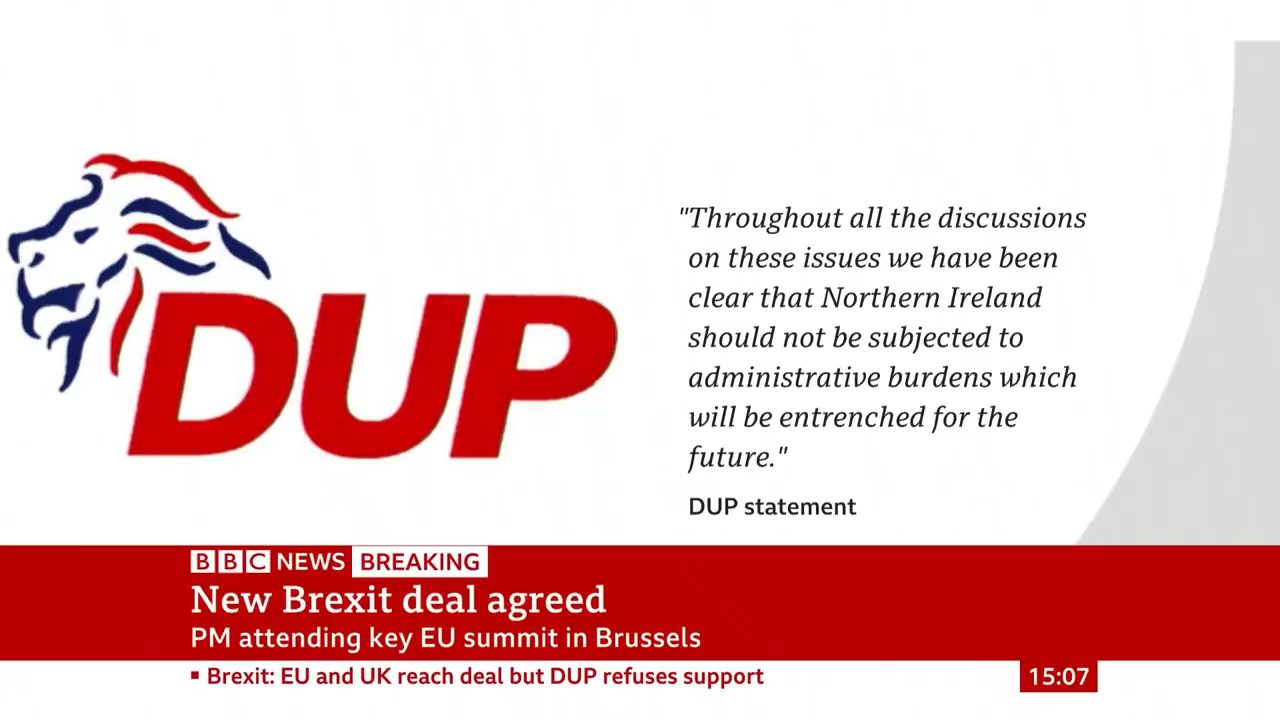 DUP
"Throughout all the discussions
on these issues we have been
clear that Northern Ireland
should not be subjected to
administrative burdens which
will be entrenched for the
future."
DUP statement
BBC NEWS BREAKING
New Brexit deal agreed
PM attending key EU summit in Brussels
Brexit: EU and UK reach deal but DUP refuses support
15:07